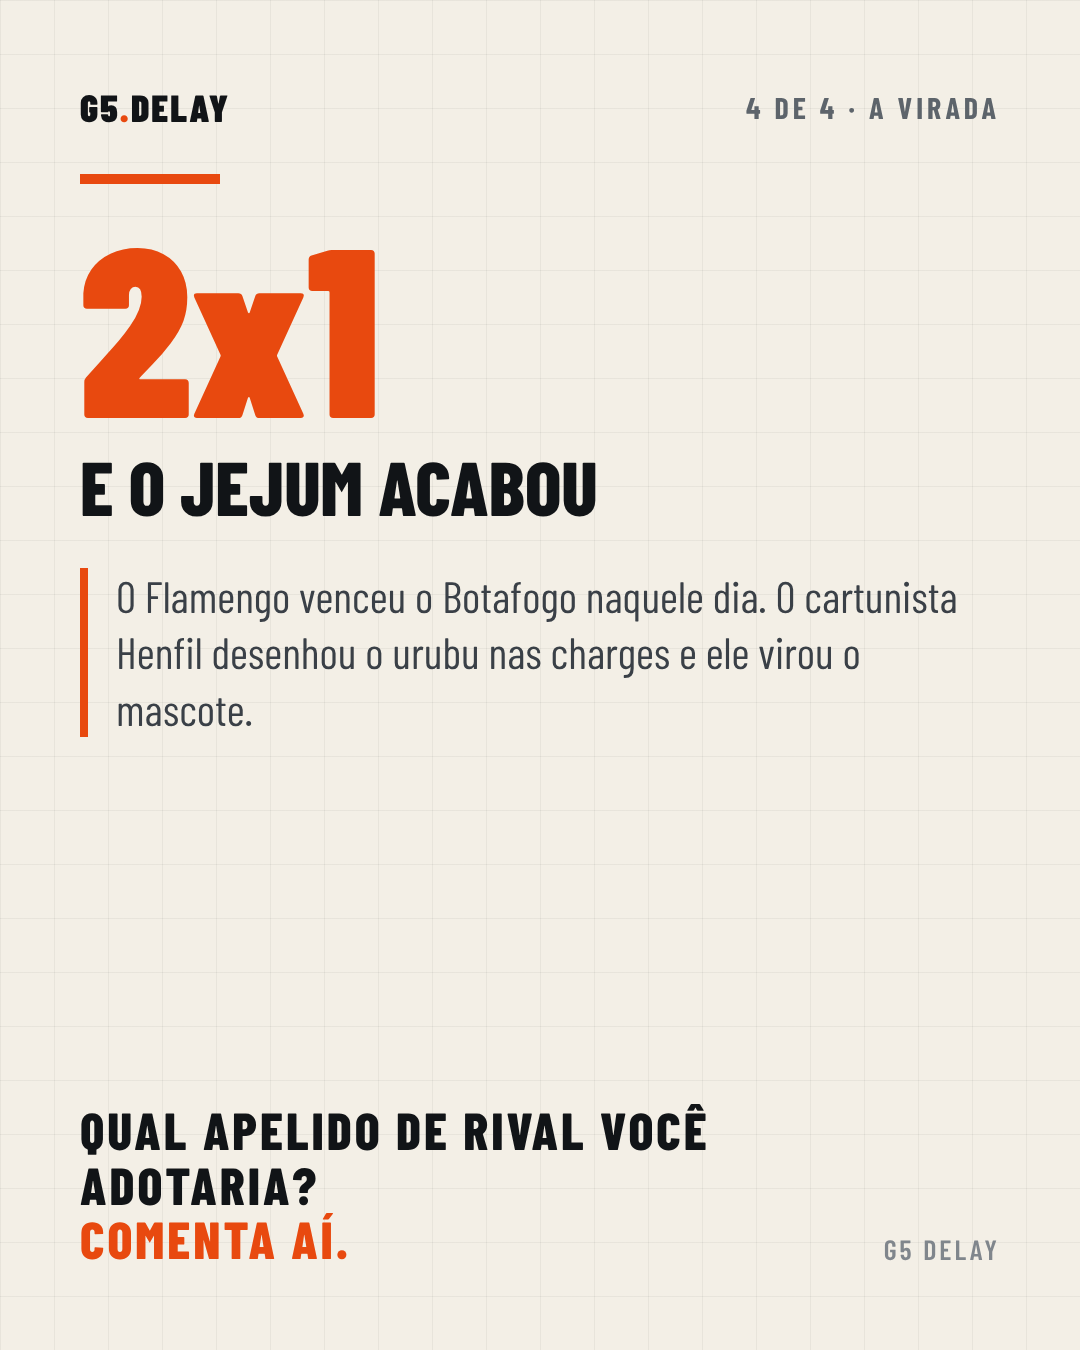 G5.DELAY
4 DE 4 · A VIRADA
2x1
E O JEJUM ACABOU
O Flamengo venceu o Botafogo naquele dia. O cartunista
Henfil desenhou o urubu nas charges e ele virou o
mascote.
QUAL APELIDO DE RIVAL VOCÊ
ADOTARIA?
COMENTA AÍ.
G5 DELAY